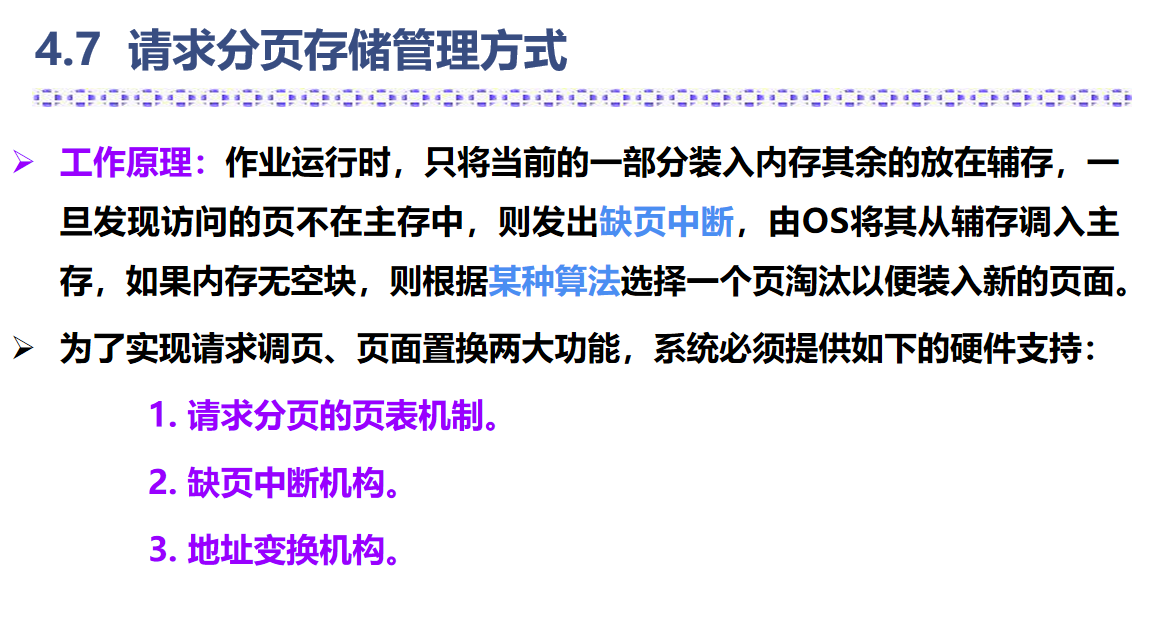 4.7 请求分页存储管理方式
工作原理：作业运行时，只将当前的一部分装入内存其余的放在辅存，一
旦发现访问的页不在主存中，则发出缺页中断，由OS将其从辅存调入主
存，如果内存无空块，则根据某种算法选择一个页淘汰以便装入新的页面。
为了实现请求调页、页面置换两大功能，系统必须提供如下的硬件支持：
1. 请求分页的页表机制。
2. 缺页中断机构。
3. 地址变换机构。